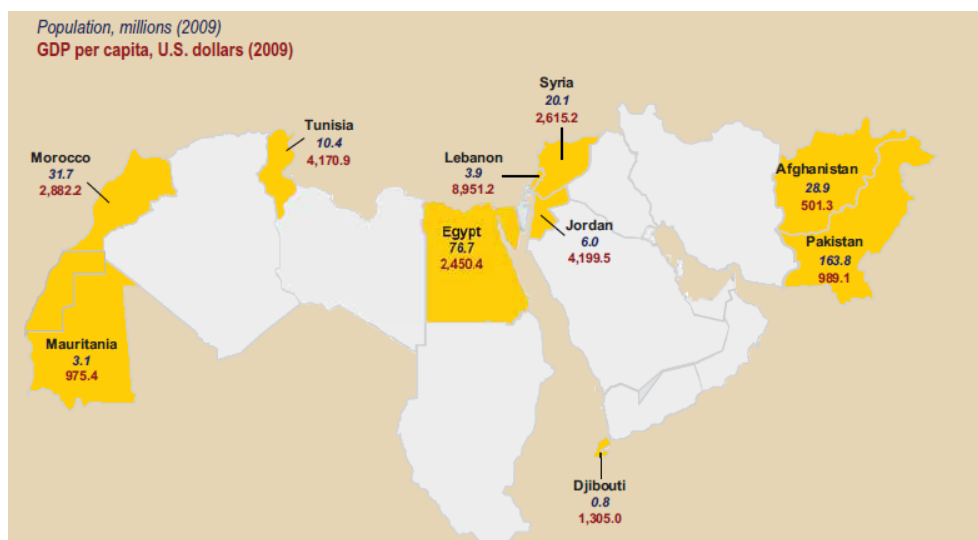 Population, millions (2009)
GDP per capita, U.S. dollars (2009)
Syria
20.1
2,615.2
Tunisia
10.4
4,170.9
Morocco
31.7
2,882.2
Lebanon
3.9
8,951.2
Afghanistan
28.9
501.3
Jordan
6.0
4,199.5
Egypt
76.7
2,450.4
Pakistan
163.8
989.1
Mauritania
3.1
975.4
Djibouti
0.8
1,305.0